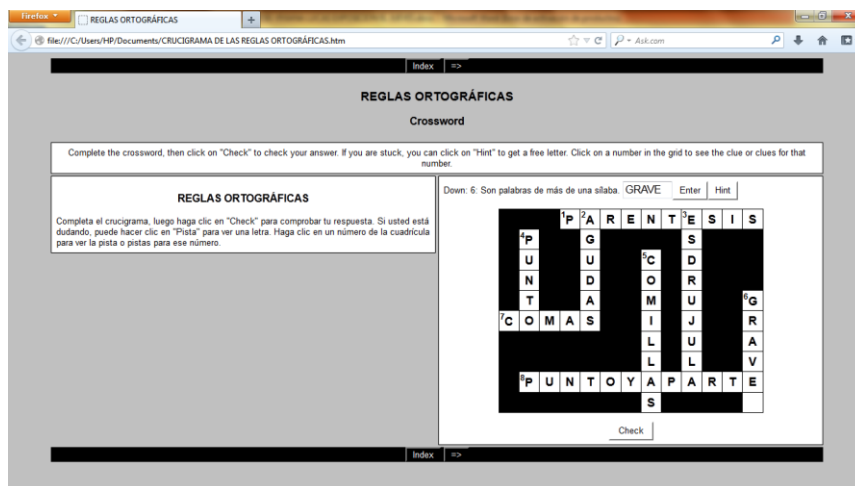 Firefox
REGLAS ORTOGRÁFICAS
file:///C:/Users/HP/Documents/CRUCIGRAMA DE LAS REGLAS ORTOGRÁFICAS.htm
Ask.com
Index =>
REGLAS ORTOGRÁFICAS
Crossword
Complete the crossword, then click on "Check" to check your answer. If you are stuck, you can click on "Hint" to get a free letter. Click on a number in the grid to see the clue or clues for that
number.
REGLAS ORTOGRÁFICAS
Completa el crucigrama, luego haga clic en "Check" para comprobar tu respuesta. Si usted está
dudando, puede hacer clic en "Pista" para ver una letra. Haga clic en un número de la cuadrícula
para ver la pista o pistas para ese número.
Down: 6: Son palabras de más de una sílaba. GRAVE Enter Hint
1P 2A R E N T 3E S I S
4P G S
U U 5C D
N D O R
T A M U 6G
7C O M A S I J R
L U A
L L V
8P U N T O Y A P A R T E
S
Check
Index =>